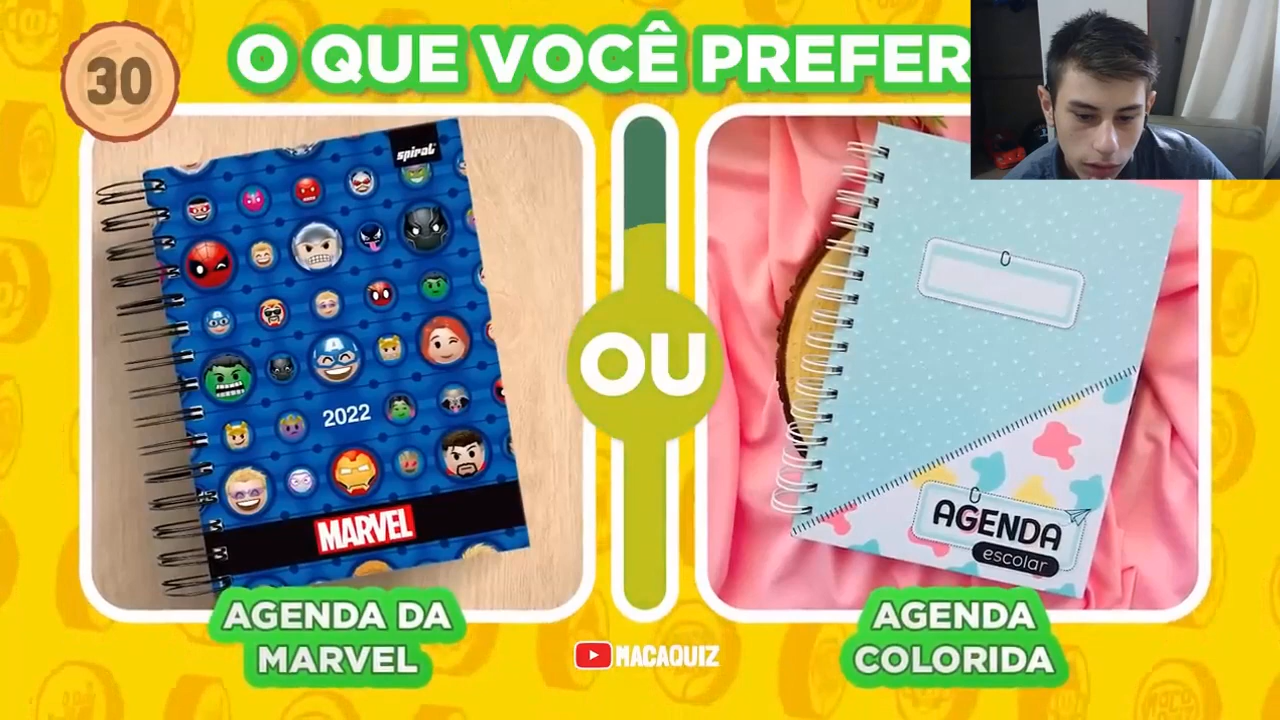 30
O QUE VOCÊ PREFER
spiral
2022
MARVEL
OU
AGENDA
escolar
AGENDA DA
MARVEL
AGENDA
COLORIDA
MACAQUIZ